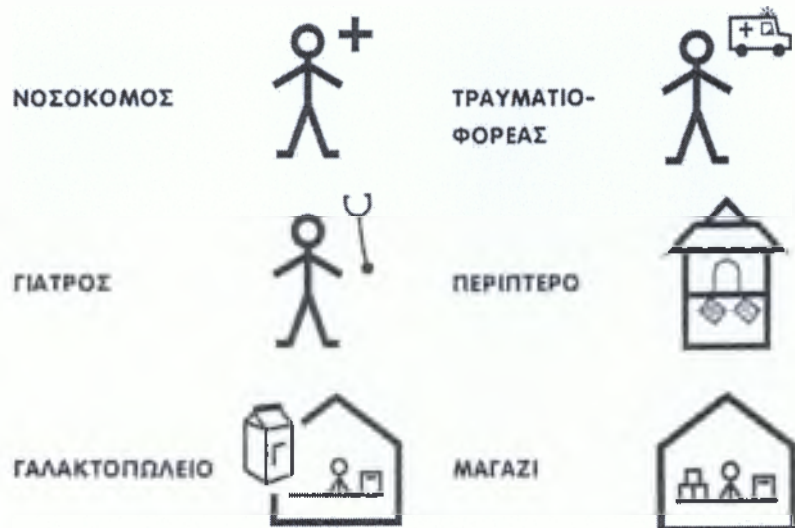 ΝΟΣΟΚΟΜΟΣ
ΤΡΑΥΜΑΤΙΟ-
ΦΟΡΕΑΣ
ΓΙΑΤΡΟΣ
ΠΕΡΙΠΤΕΡΟ
ΓΑΛΑΚΤΟΠΩΛΕΙΟ
Γ
ΜΑΓΑΖΙ